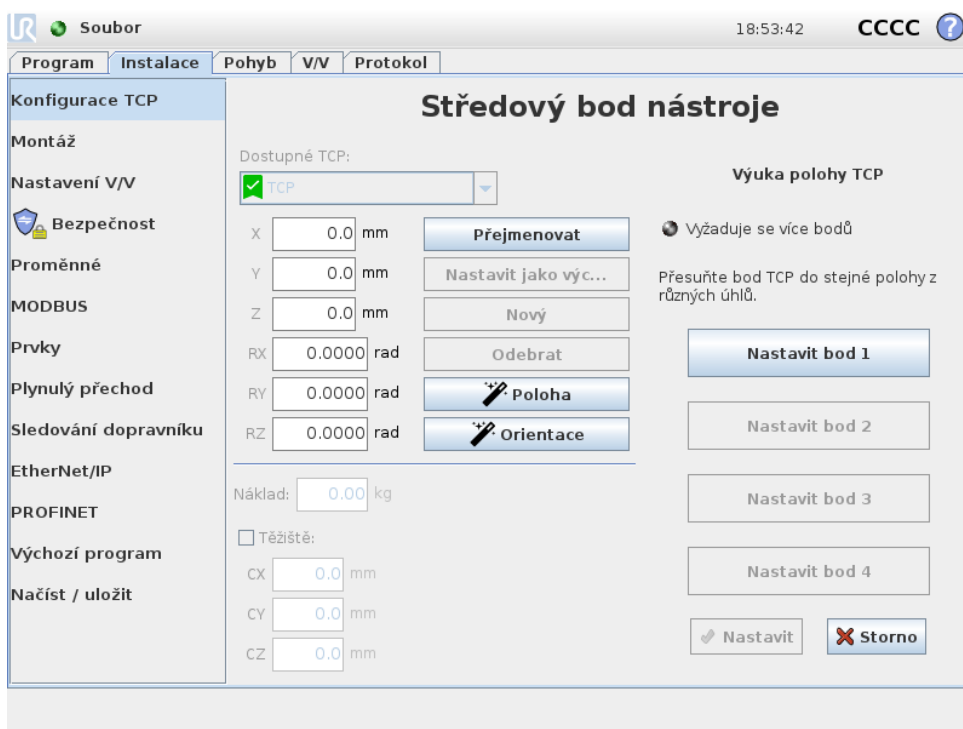 UR Soubor 18:53:42 CCCC ?
Program Instalace Pohyb V/V Protokol
Konfigurace TCP
Montáž
Nastavení V/V
Bezpečnost
Proměnné
MODBUS
Prvky
Plynulý přechod
Sledování dopravníku
EtherNet/IP
PROFINET
Výchozí program
Načíst / uložit
Středový bod nástroje
Dostupné TCP:
TCP
X 0.0 mm Přejmenovat
Y 0.0 mm Nastavit jako výc...
Z 0.0 mm Nový
RX 0.0000 rad Odebrat
RY 0.0000 rad Poloha
RZ 0.0000 rad Orientace
Náklad: 0.00 kg
Těžiště:
CX 0.0 mm
CY 0.0 mm
CZ 0.0 mm
Výuka polohy TCP
Vyžaduje se více bodů
Přesuňte bod TCP do stejné polohy z
různých úhlů.
Nastavit bod 1
Nastavit bod 2
Nastavit bod 3
Nastavit bod 4
Nastavit Storno